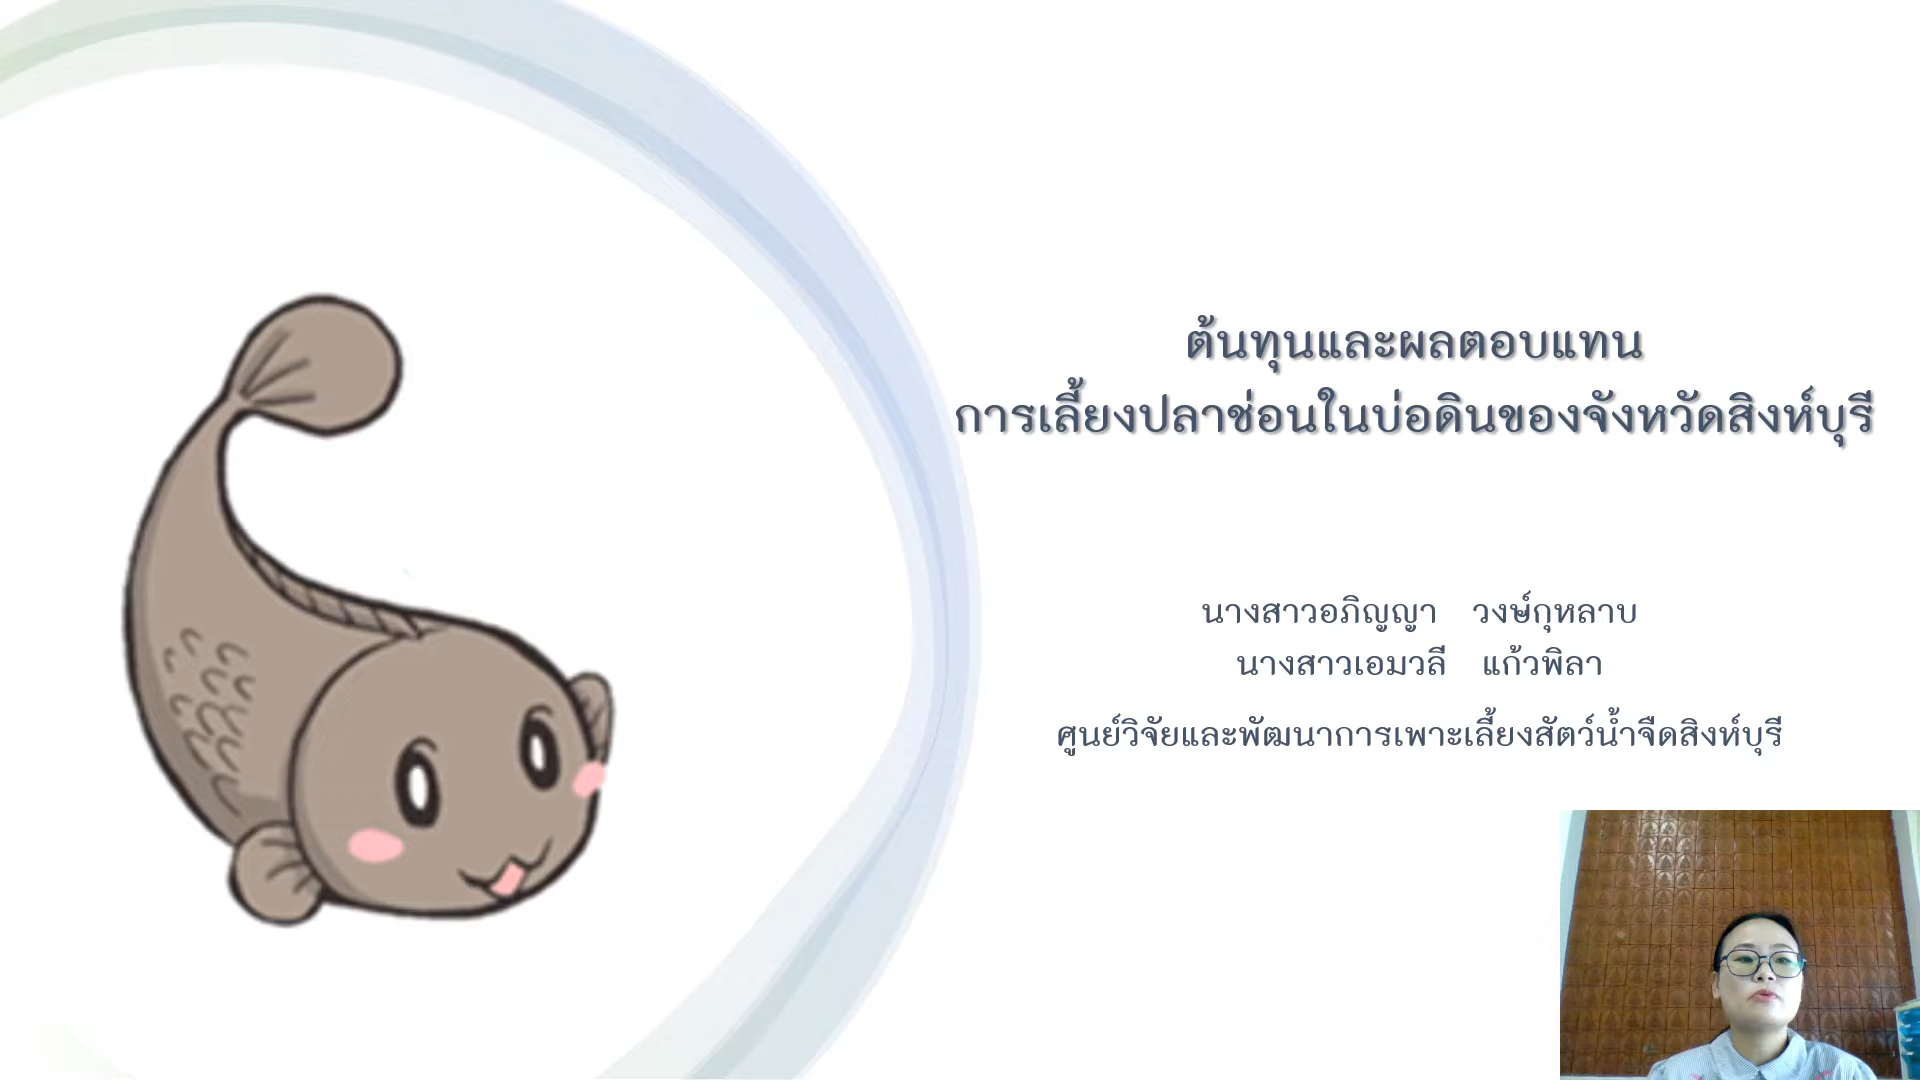 ต้นทุนและผลตอบแทน
การเลี้ยงปลาช่อนในบ่อดินของจังหวัดสิงห์บุรี
นางสาวอภิญญา วงษ์กุหลาบ
นางสาวเอมวลี แก้วพิลา
ศูนย์วิจัยและพัฒนาการเพาะเลี้ยงสัตว์น้ำจืดสิงห์บุรี